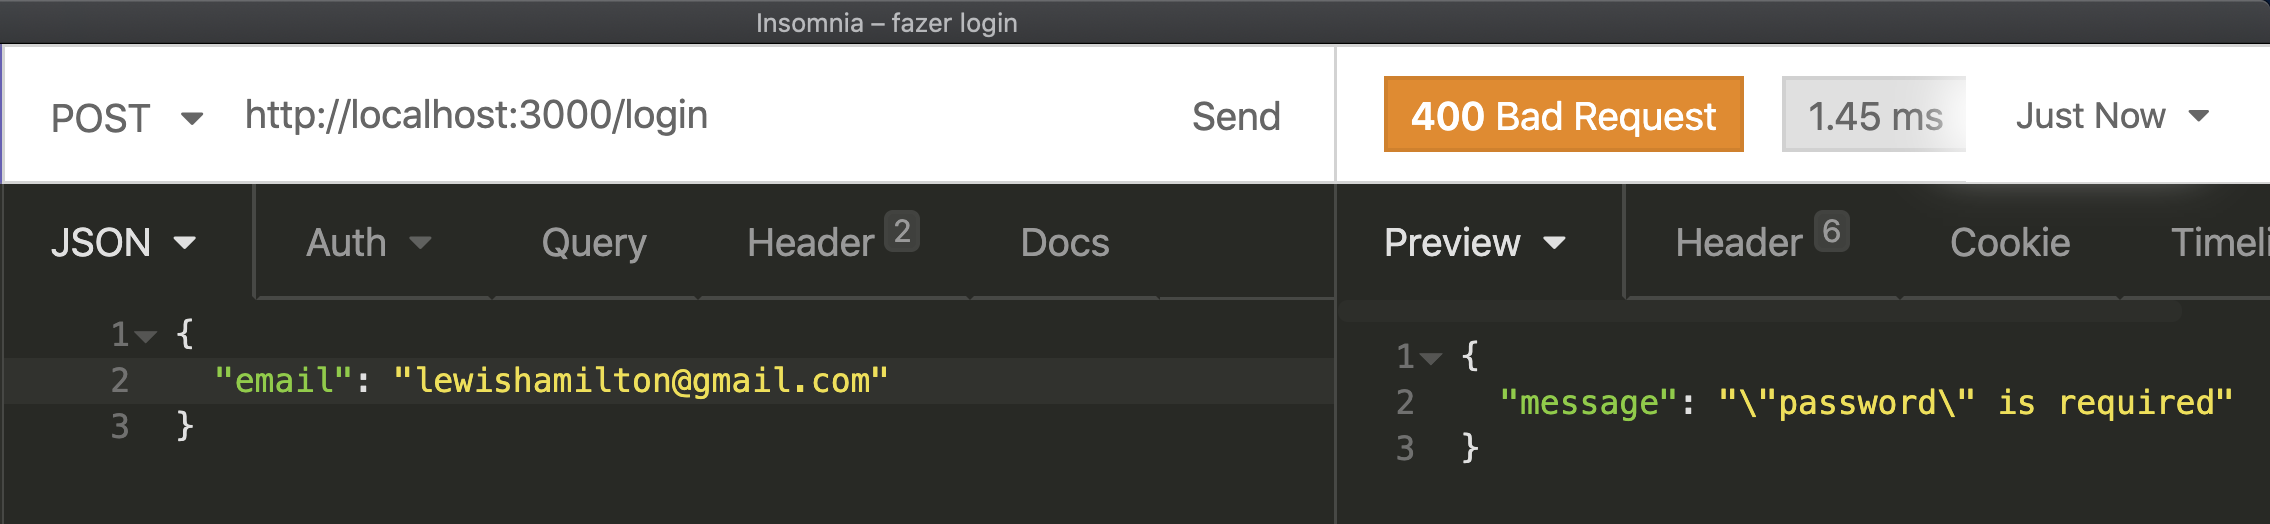 Insomnia – fazer login
POST http://localhost:3000/login Send
400 Bad Request 1.45 ms Just Now
JSON Auth Query Header 2 Docs
Preview Header 6 Cookie Timeli
1 {
2 "email": "lewishamilton@gmail.com"
3 }
1 {
2 "message": "\"password\" is required"
3 }